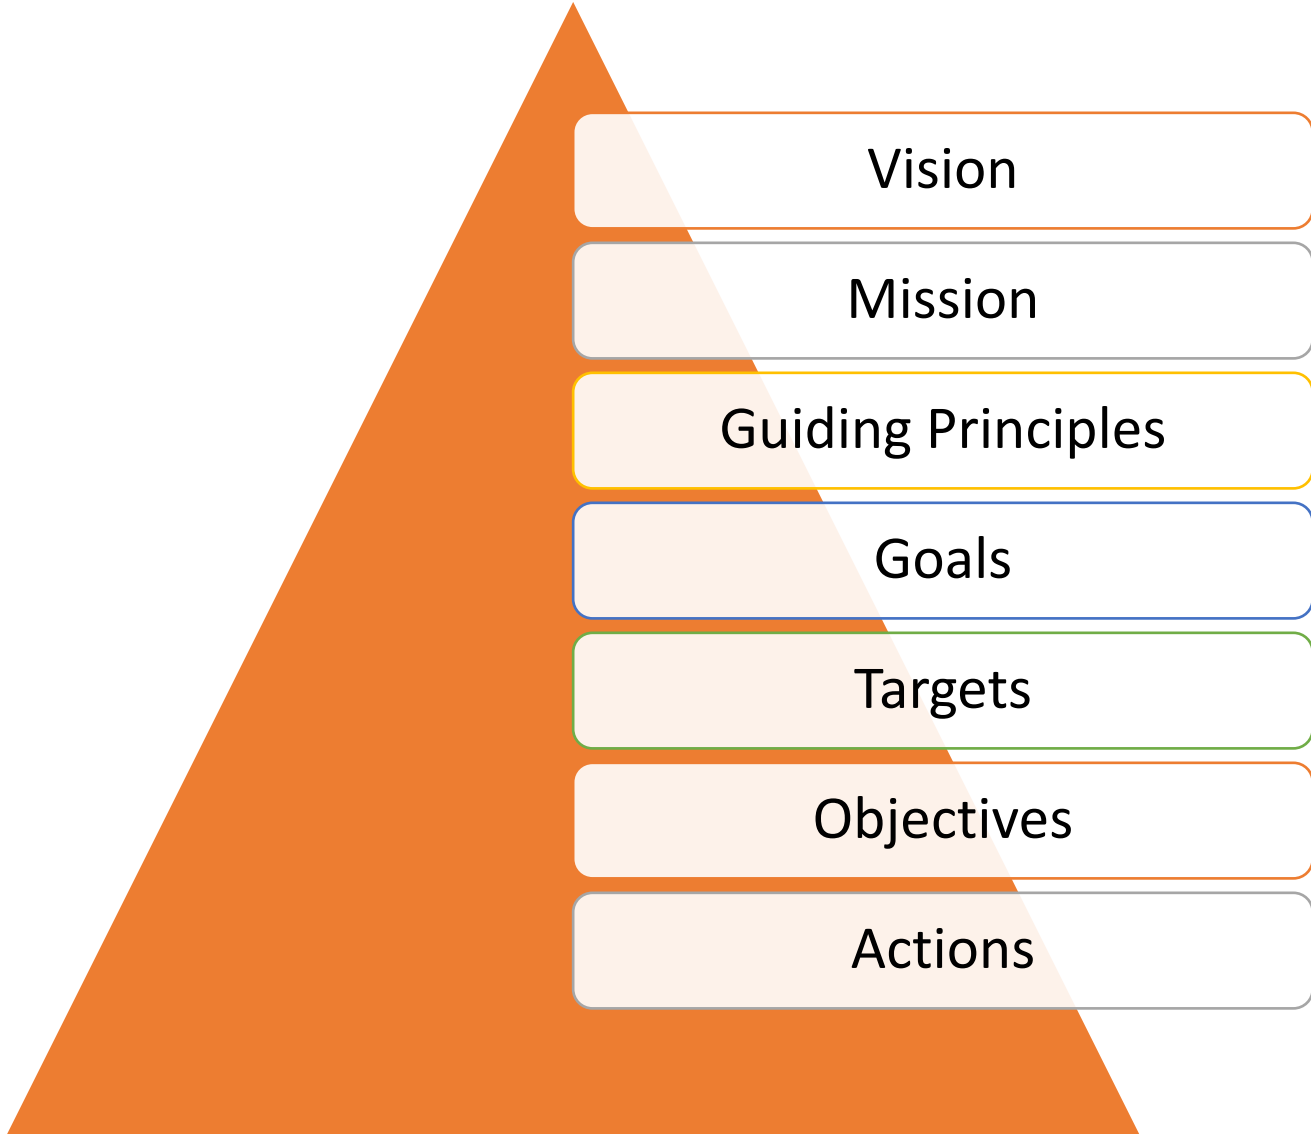 Vision
Mission
Guiding Principles
Goals
Targets
Objectives
Actions